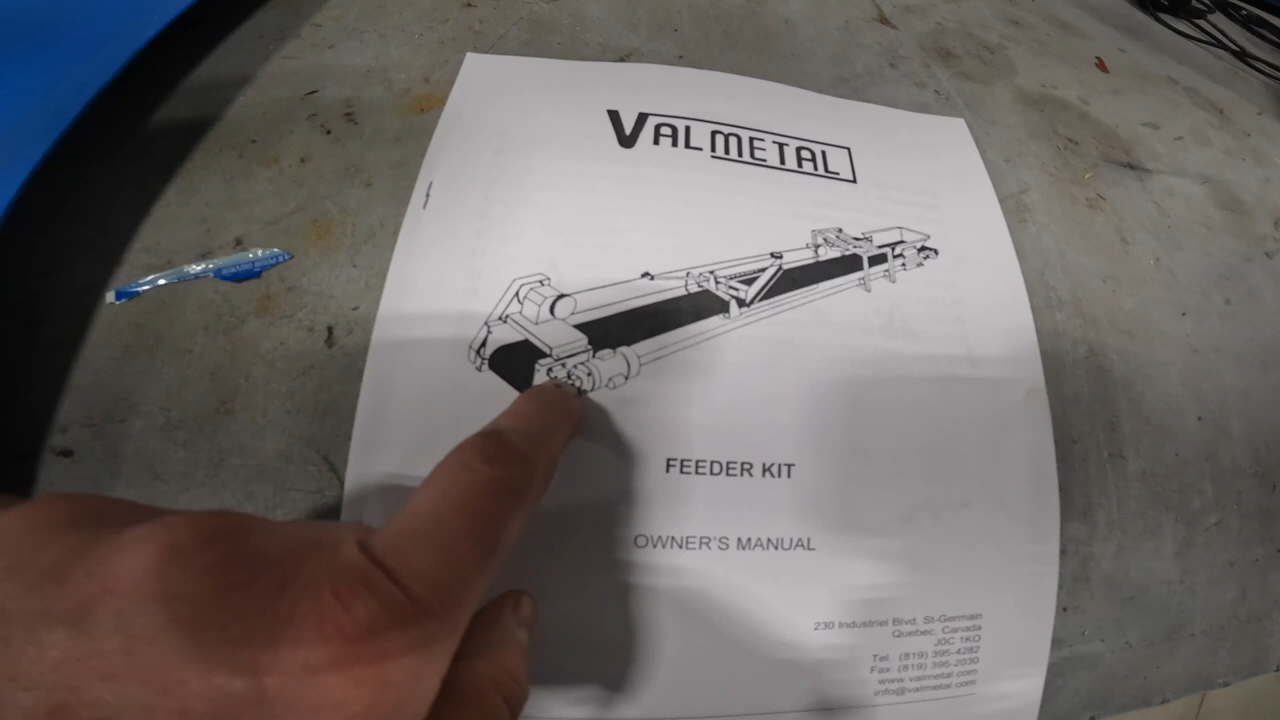 VALMETAL
FEEDER KIT
OWNER'S MANUAL
230 Industriel Blvd, St-Germain
Quebec, Canada
J0C 1K0
Tel (819) 395-4282
Fax: (819) 395-2030
www.valmetal.com
info@valmetal.com